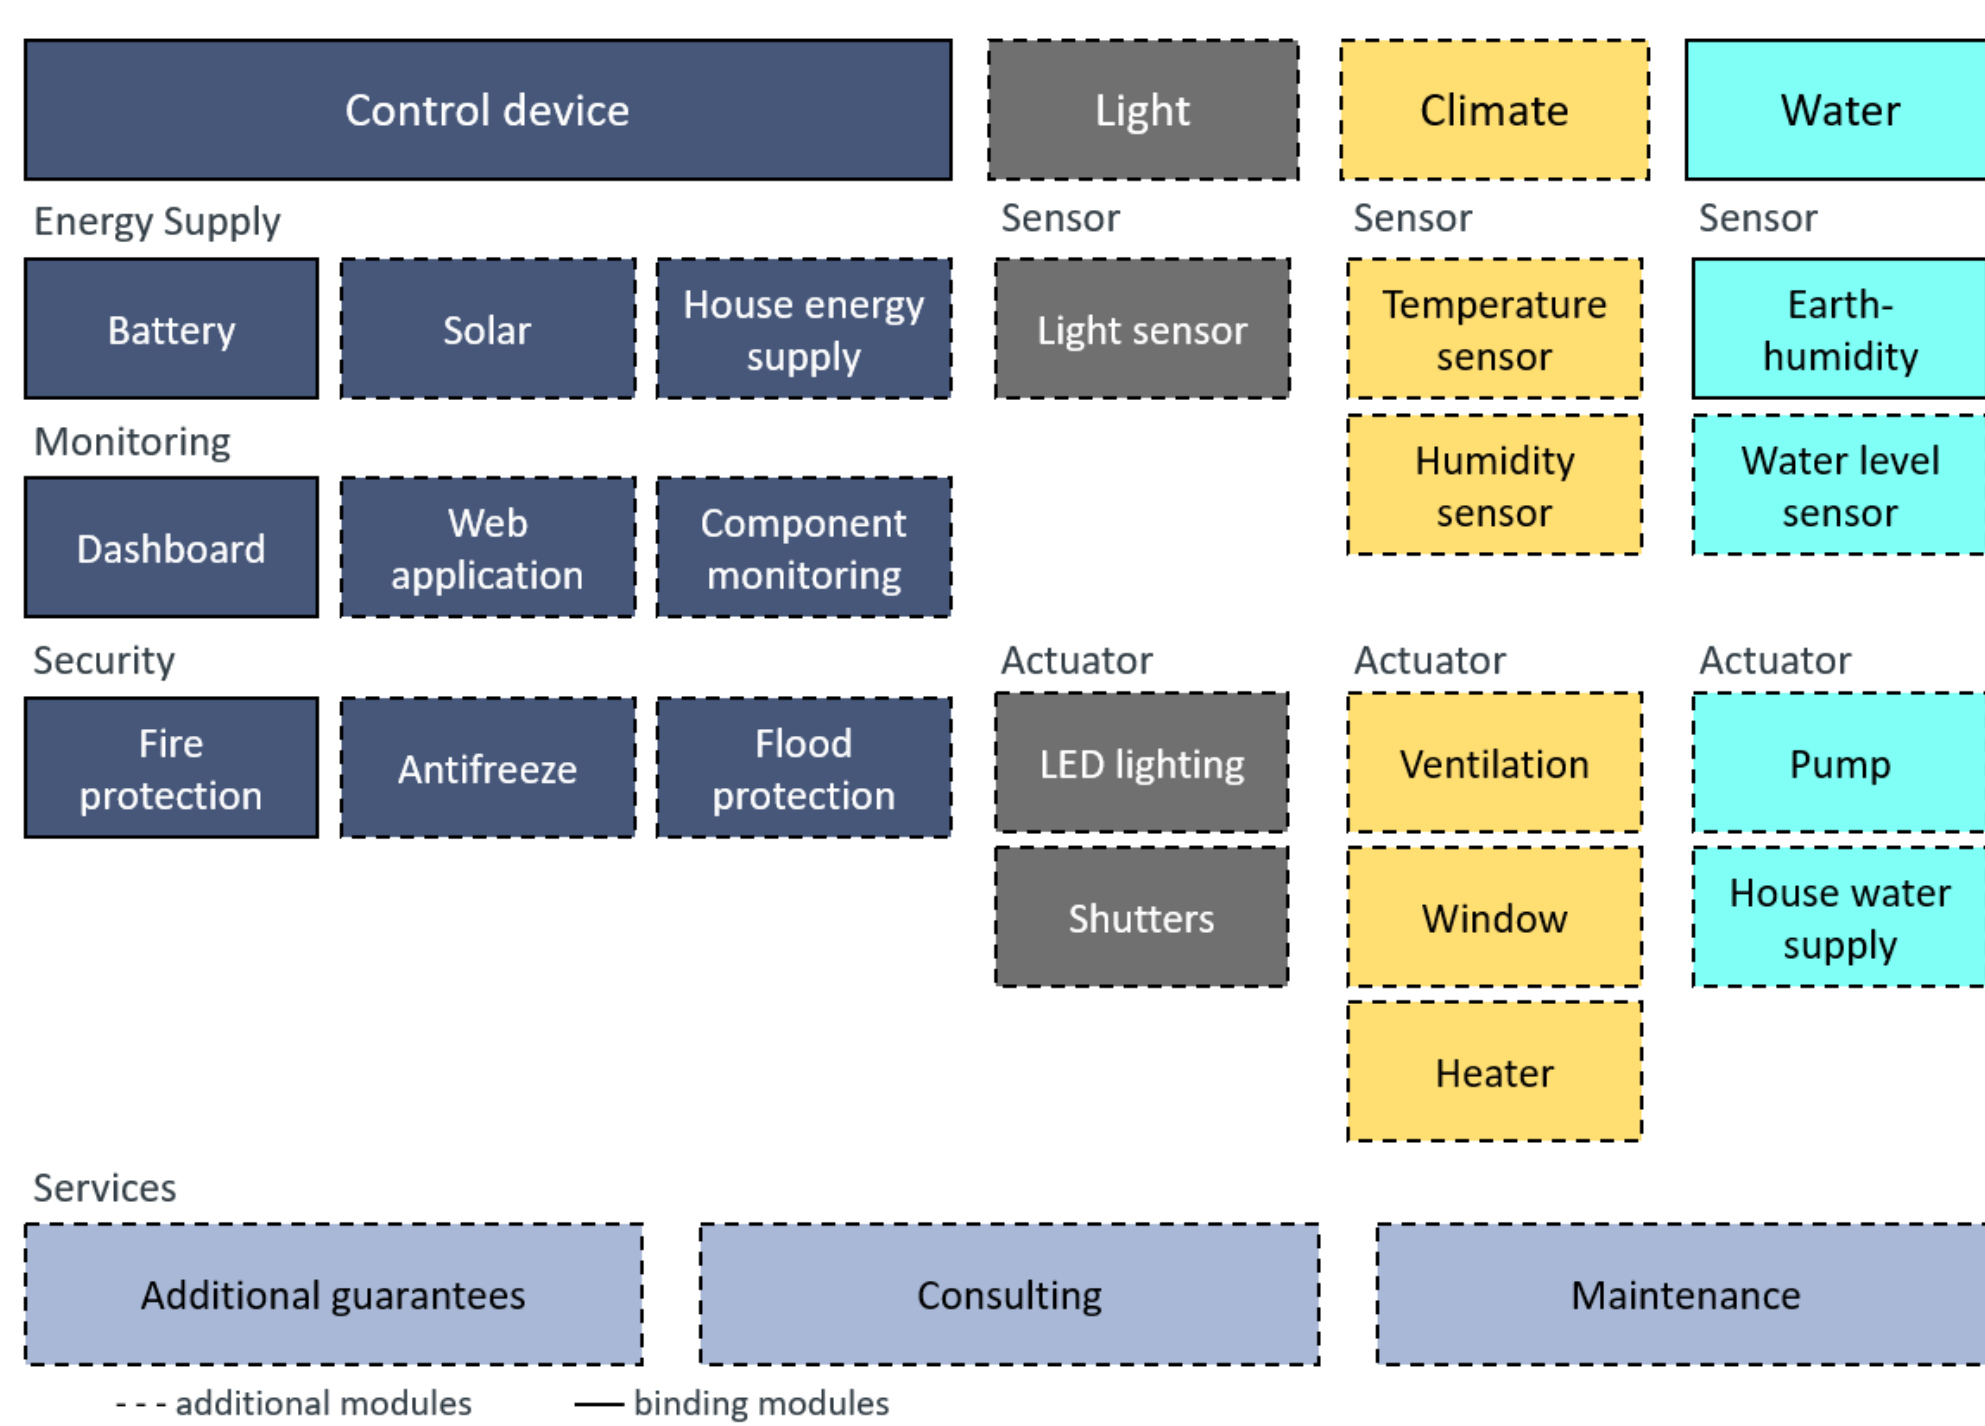 Control device
Light
Climate
Water
Energy Supply
Sensor
Sensor
Sensor
Battery
Solar
House energy
supply
Light sensor
Temperature
sensor
Earth-
humidity
Monitoring
Humidity
sensor
Water level
sensor
Dashboard
Web
application
Component
monitoring
Security
Actuator
Actuator
Actuator
Fire
protection
Antifreeze
Flood
protection
LED lighting
Ventilation
Pump
Shutters
Window
House water
supply
Heater
Services
Additional guarantees
Consulting
Maintenance
--- additional modules
— binding modules